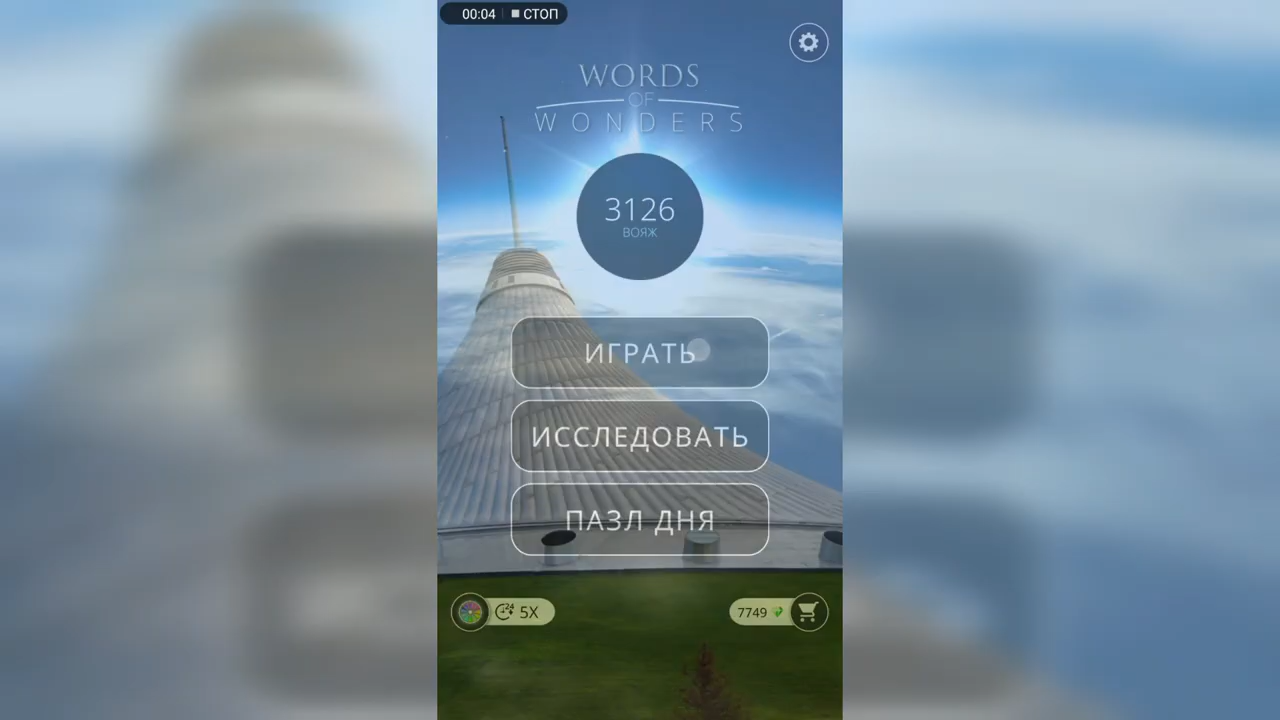 00:04 СТОП
WORDS
OF
WONDERS
3126
ВОЯЖ
ИГРАТЬ
ИССЛЕДОВАТЬ
ПАЗЛ ДНЯ
24 5X
7749